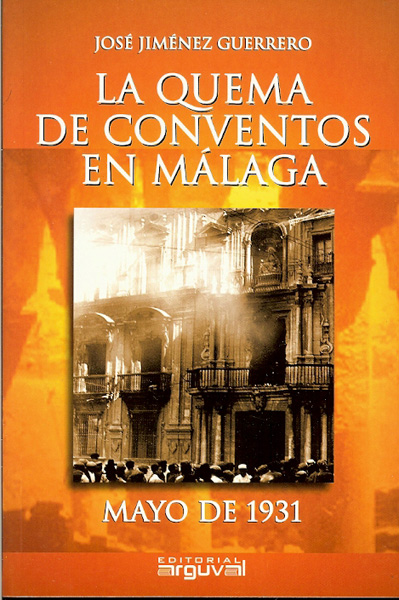 JOSÉ JIMÉNEZ GUERRERO
LA QUEMA
DE CONVENTOS
EN MÁLAGA
MAYO DE 1931
EDITORIAL
arguval